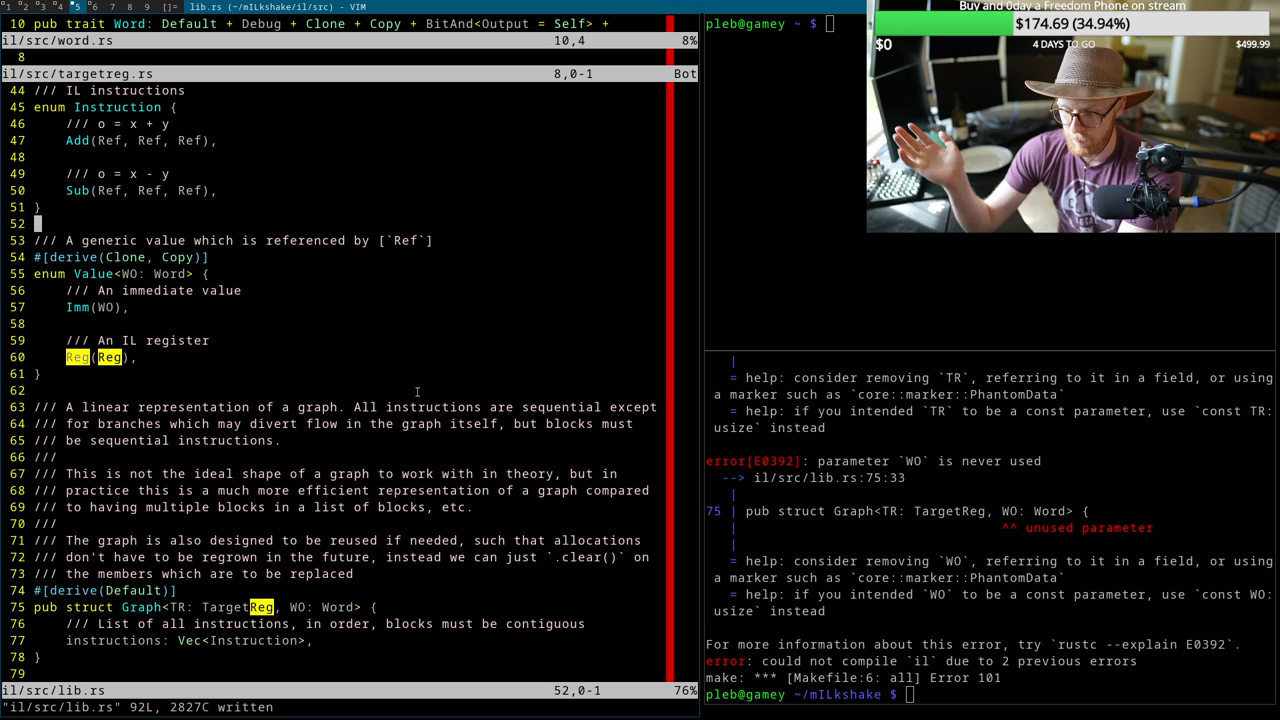 1 2 3 4 5 6 7 8 9 []= lib.rs (~/mILkshake/il/src) - VIM
10 pub trait Word: Default + Debug + Clone + Copy + BitAnd<Output = Self> +
il/src/word.rs 10,4 8%
8
il/src/targetreg.rs 8,0-1 Bot
44 /// IL instructions
45 enum Instruction {
46 /// o = x + y
47 Add(Ref, Ref, Ref),
48
49 /// o = x - y
50 Sub(Ref, Ref, Ref),
51 }
52
53 /// A generic value which is referenced by [`Ref`]
54 #[derive(Clone, Copy)]
55 enum Value<WO: Word> {
56 /// An immediate value
57 Imm(WO),
58
59 /// An IL register
60 Reg(Reg),
61 }
62
63 /// A linear representation of a graph. All instructions are sequential except
64 /// for branches which may divert flow in the graph itself, but blocks must
65 /// be sequential instructions.
66 ///
67 /// This is not the ideal shape of a graph to work with in theory, but in
68 /// practice this is a much more efficient representation of a graph compared
69 /// to having multiple blocks in a list of blocks, etc.
70 ///
71 /// The graph is also designed to be reused if needed, such that allocations
72 /// don't have to be regrown in the future, instead we can just `.clear()` on
73 /// the members which are to be replaced
74 #[derive(Default)]
75 pub struct Graph<TR: TargetReg, WO: Word> {
76 /// List of all instructions, in order, blocks must be contiguous
77 instructions: Vec<Instruction>,
78 }
79
il/src/lib.rs 52,0-1 76%
"il/src/lib.rs" 92L, 2827C written
pleb@gamey ~ $
Buy and 0day a Freedom Phone on stream
$174.69 (34.94%)
$0 4 DAYS TO GO $499.99
|
= help: consider removing `TR`, referring to it in a field, or using
a marker such as `core::marker::PhantomData`
= help: if you intended `TR` to be a const parameter, use `const TR:
usize` instead
error[E0392]: parameter `WO` is never used
--> il/src/lib.rs:75:33
|
75 | pub struct Graph<TR: TargetReg, WO: Word> {
| ^^ unused parameter
|
= help: consider removing `WO`, referring to it in a field, or using
a marker such as `core::marker::PhantomData`
= help: if you intended `WO` to be a const parameter, use `const WO:
usize` instead
For more information about this error, try `rustc --explain E0392`.
error: could not compile `il` due to 2 previous errors
make: *** [Makefile:6: all] Error 101
pleb@gamey ~/mILkshake $